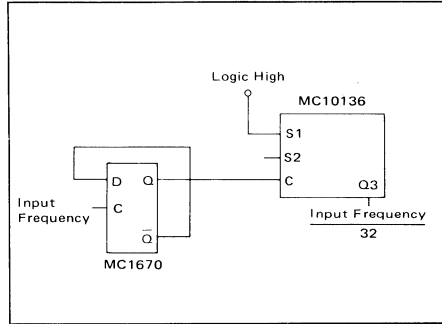 Logic High
MC10136
S1
S2
D Q
C
Q3
Input
Frequency
C
Q̅
Input Frequency
32
MC1670